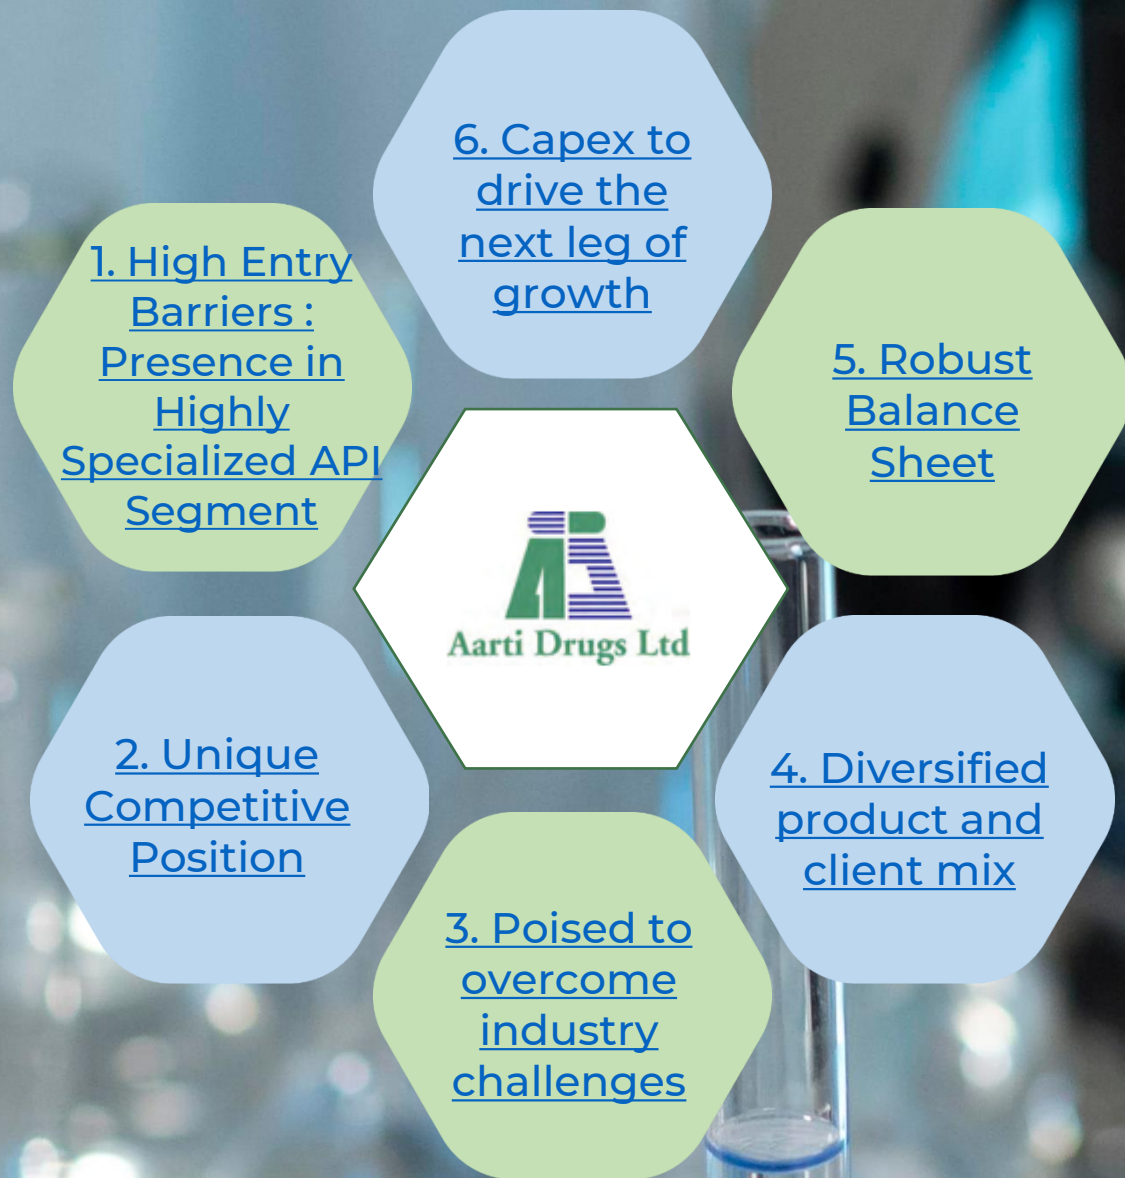 6. Capex to
drive the
next leg of
growth
1. High Entry
Barriers :
Presence in
Highly
Specialized API
Segment
5. Robust
Balance
Sheet
Aarti Drugs Ltd
2. Unique
Competitive
Position
4. Diversified
product and
client mix
3. Poised to
overcome
industry
challenges